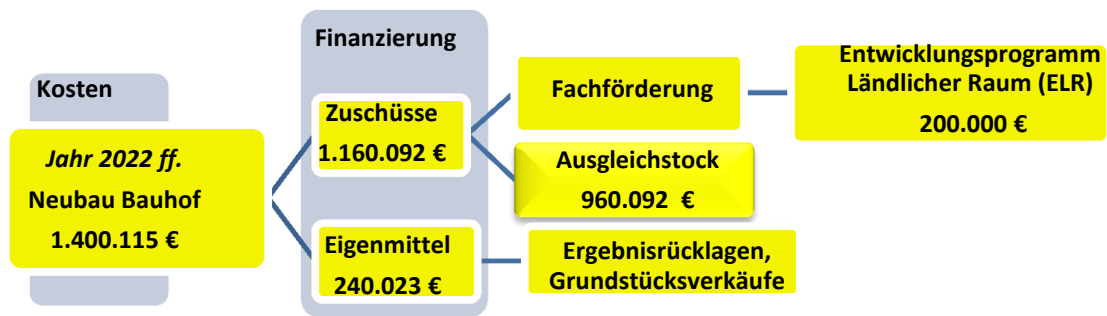 Kosten
Jahr 2022 ff.
Neubau Bauhof
1.400.115 €
Finanzierung
Zuschüsse
1.160.092 €
Eigenmittel
240.023 €
Fachförderung
Ausgleichstock
960.092 €
Ergebnisrücklagen,
Grundstücksverkäufe
Entwicklungsprogramm
Ländlicher Raum (ELR)
200.000 €